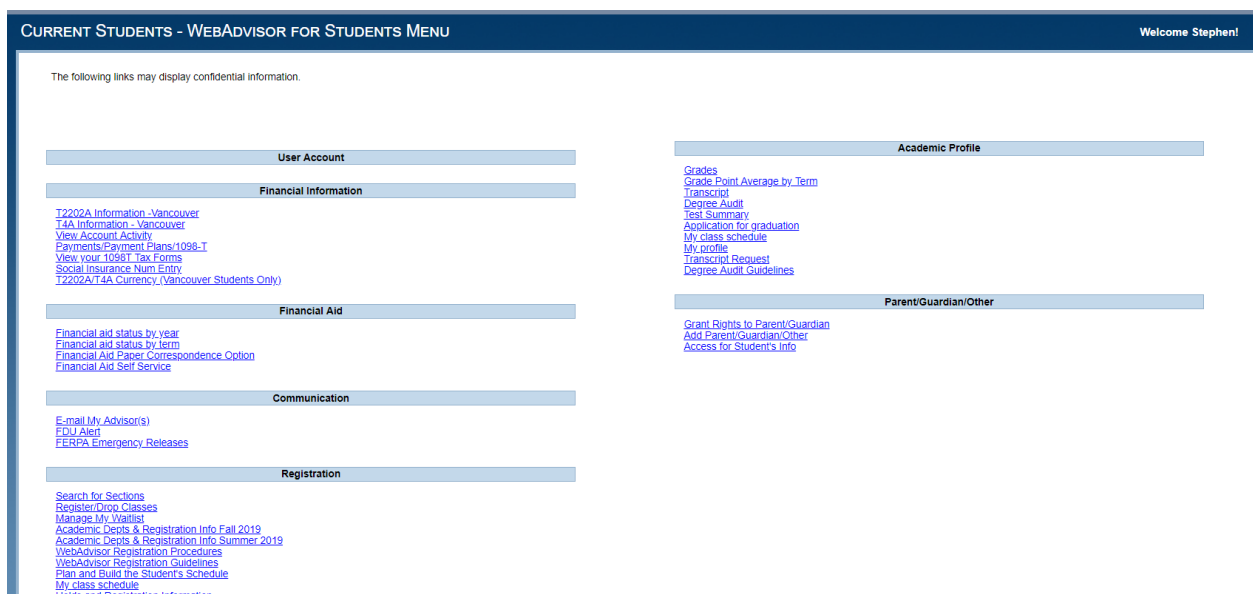 CURRENT STUDENTS - WEBADVISOR FOR STUDENTS MENU
Welcome Stephen!
The following links may display confidential information.
User Account
Financial Information
T2202A Information -Vancouver
T4A Information - Vancouver
View Account Activity
Payments/Payment Plans/1098-T
View your 1098T Tax Forms
Social Insurance Num Entry
T2202A/T4A Currency (Vancouver Students Only)
Financial Aid
Financial aid status by year
Financial aid status by term
Financial Aid Paper Correspondence Option
Financial Aid Self Service
Communication
E-mail My Advisor(s)
FDU Alert
FERPA Emergency Releases
Registration
Search for Sections
Register/Drop Classes
Manage My Waitlist
Academic Depts & Registration Info Fall 2019
Academic Depts & Registration Info Summer 2019
WebAdvisor Registration Procedures
WebAdvisor Registration Guidelines
Plan and Build the Student's Schedule
My class schedule
Holds and Registration Information
Academic Profile
Grades
Grade Point Average by Term
Transcript
Degree Audit
Test Summary
Application for graduation
My class schedule
My profile
Transcript Request
Degree Audit Guidelines
Parent/Guardian/Other
Grant Rights to Parent/Guardian
Add Parent/Guardian/Other
Access for Student's Info